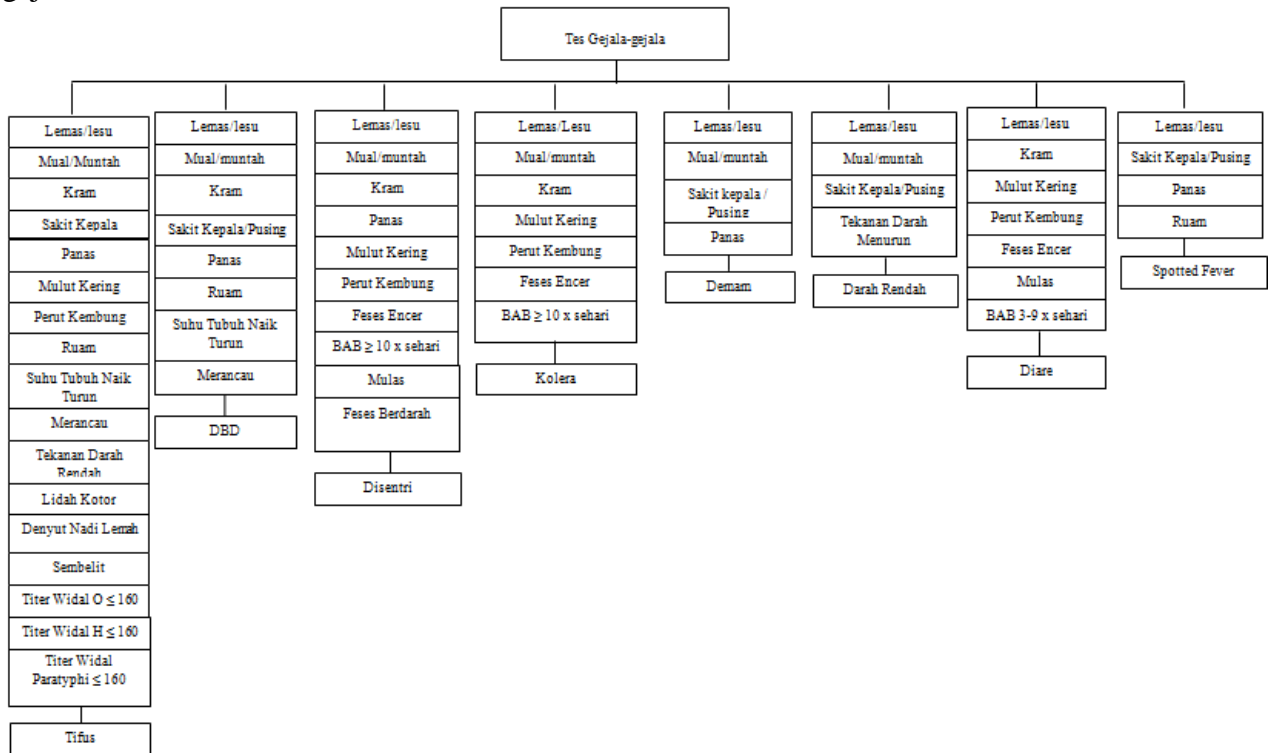 Tes Gejala-gejala
Lemas/lesu
Mual/Muntah
Kram
Sakit Kepala
Panas
Mulut Kering
Perut Kembung
Ruam
Suhu Tubuh Naik
Turun
Merancau
Tekanan Darah
Rendah
Lidah Kotor
Denyut Nadi Lemah
Sembelit
Titer Widal O ≤ 160
Titer Widal H ≤ 160
Titer Widal
Paratyphi ≤ 160
Tifus
Lemas/lesu
Mual/muntah
Kram
Sakit Kepala/Pusing
Panas
Ruam
Suhu Tubuh Naik
Turun
Merancau
DBD
Lemas/lesu
Mual/muntah
Kram
Panas
Mulut Kering
Perut Kembung
Feses Encer
BAB ≥ 10 x sehari
Mulas
Feses Berdarah
Disentri
Lemas/Lesu
Mual/muntah
Kram
Mulut Kering
Perut Kembung
Feses Encer
BAB ≥ 10 x sehari
Kolera
Lemas/lesu
Mual/muntah
Sakit kepala /
Pusing
Panas
Demam
Lemas/lesu
Mual/muntah
Sakit Kepala/Pusing
Tekanan Darah
Menurun
Darah Rendah
Lemas/lesu
Kram
Mulut Kering
Perut Kembung
Feses Encer
Mulas
BAB 3-9 x sehari
Diare
Lemas/lesu
Sakit Kepala/Pusing
Panas
Ruam
Spotted Fever